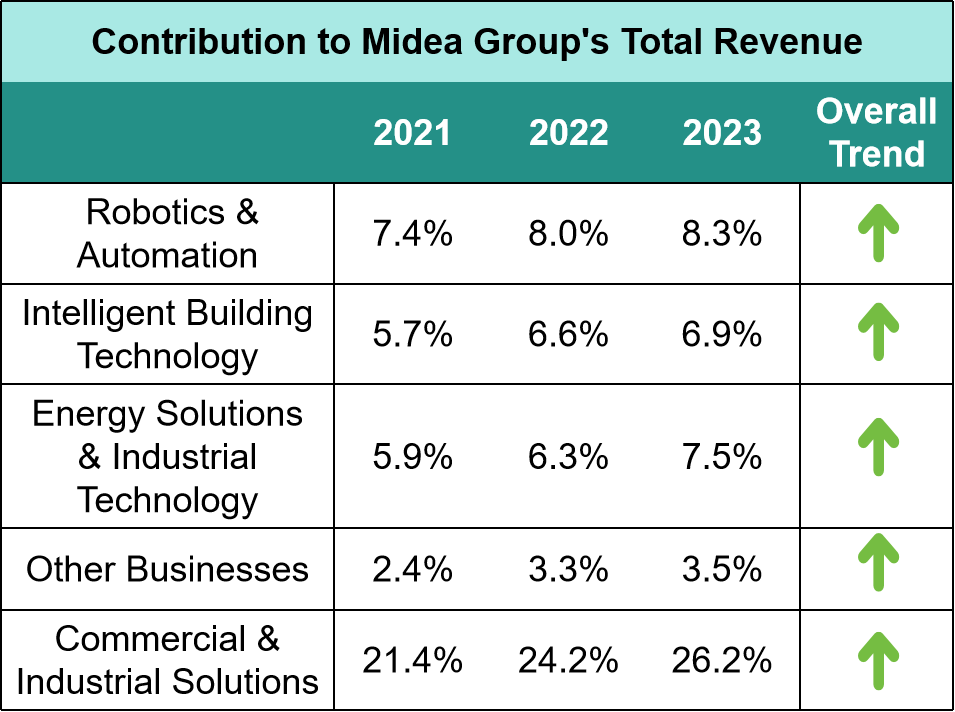 Contribution to Midea Group's Total Revenue
2021 2022 2023 Overall
Trend
Robotics &
Automation 7.4% 8.0% 8.3%
Intelligent Building
Technology 5.7% 6.6% 6.9%
Energy Solutions
& Industrial 5.9% 6.3% 7.5%
Technology
Other Businesses 2.4% 3.3% 3.5%
Commercial &
Industrial Solutions 21.4% 24.2% 26.2%